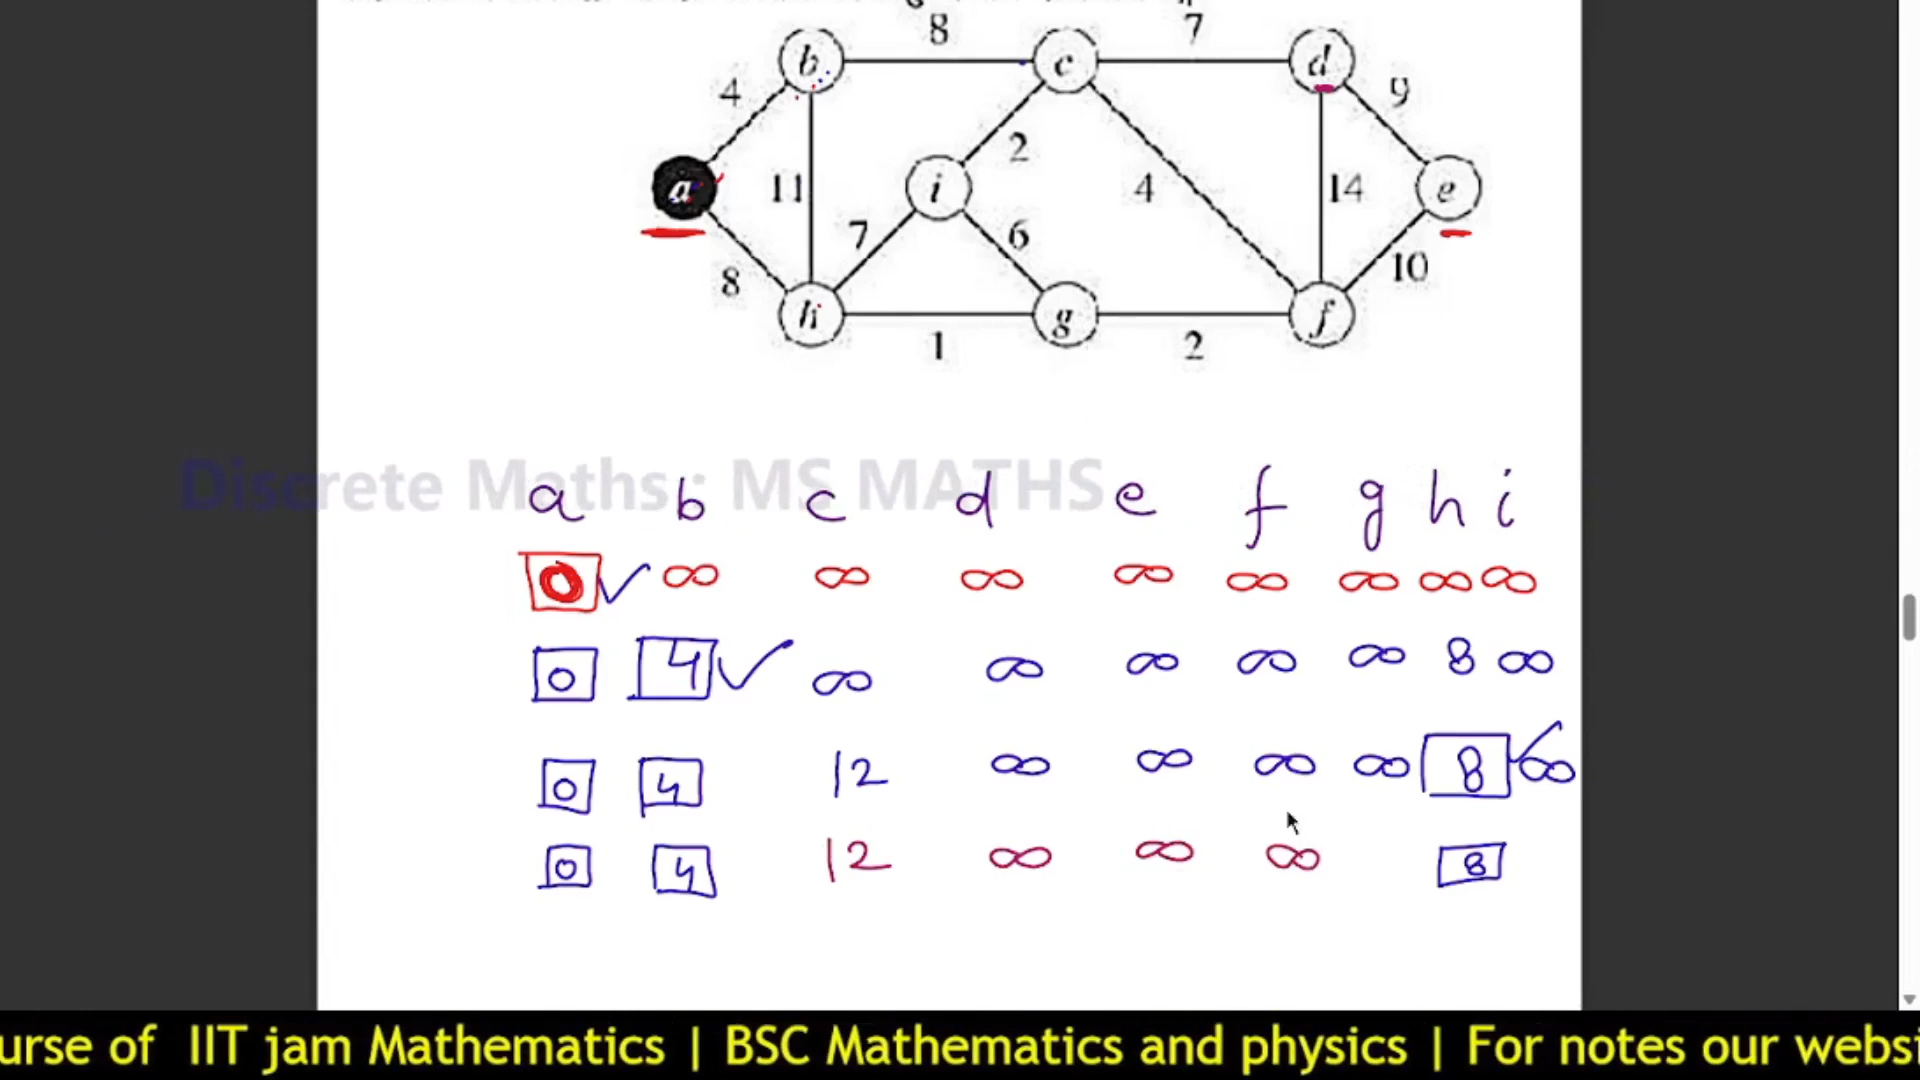 8 7
b c d
4 9
2
a 11 i 4 14 e
7 6
8 10
h g f
1 2
Discrete Maths : MS MATHS
a b c d e f g h i
0 ✓ ∞ ∞ ∞ ∞ ∞ ∞ ∞ ∞
0 4 ✓ ∞ ∞ ∞ ∞ ∞ 8 ∞
0 4 12 ∞ ∞ ∞ ∞ 8 ✓ ∞
0 4 12 ∞ ∞ ∞ 8
urse of IIT jam Mathematics | BSC Mathematics and physics | For notes our websi